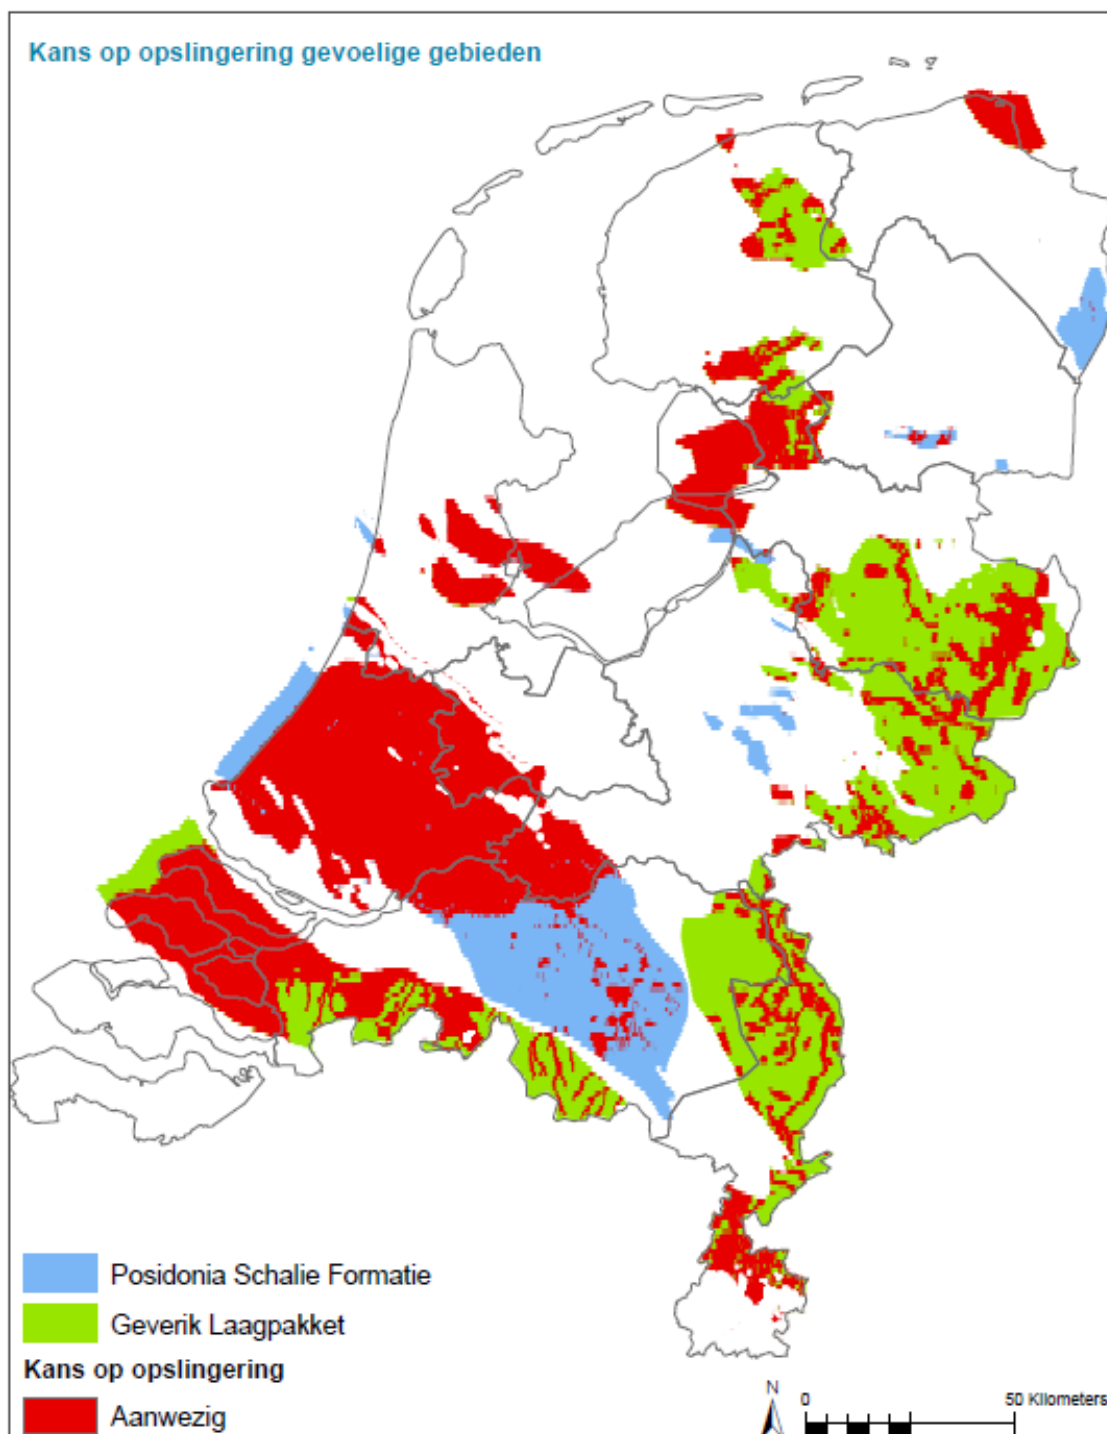 Kans op opslingering gevoelige gebieden
Posidonia Schalie Formatie
Geverik Laagpakket
Kans op opslingering
Aanwezig
N
0 50 Kilometers